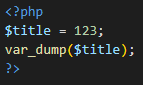 <?php
$title = 123;
var_dump($title);
?>